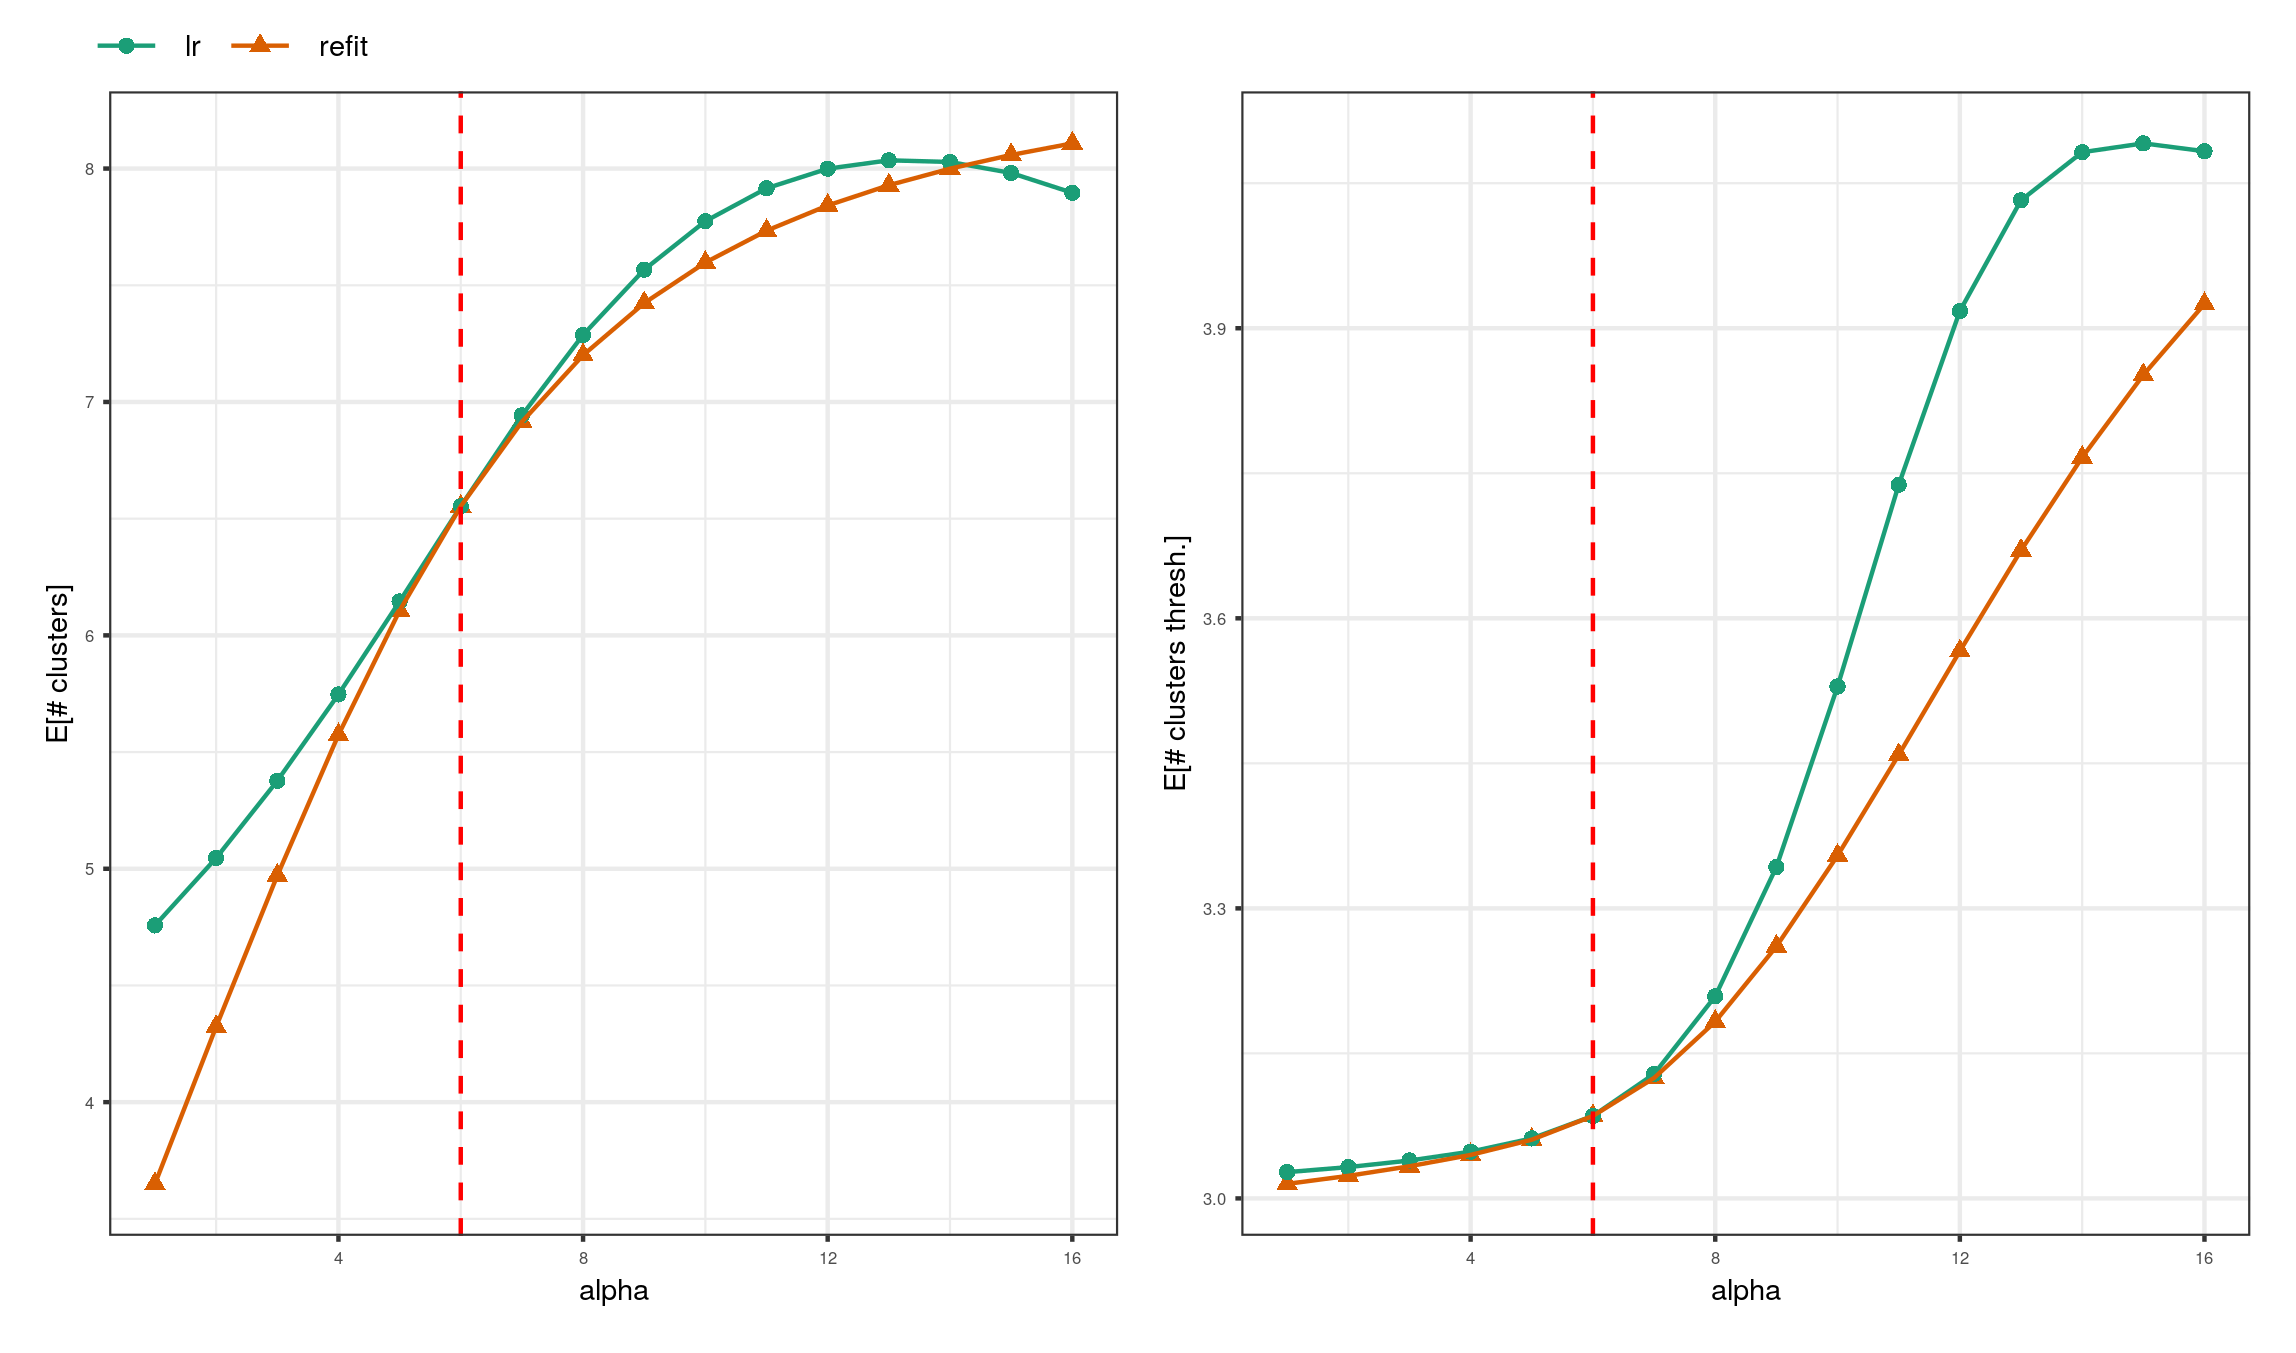 lr refit
E[# clusters]
8
7
6
5
4
4 8 12 16
alpha
E[# clusters thresh.]
3.9
3.6
3.3
3.0
4 8 12 16
alpha